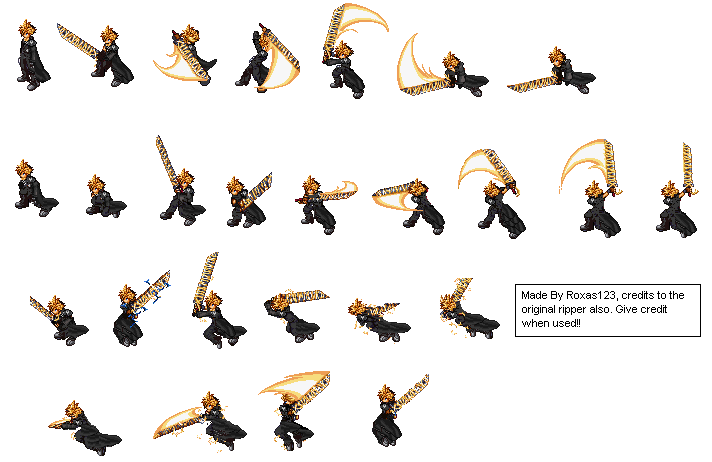 Made By Roxas123, credits to the
original ripper also. Give credit
when used!!